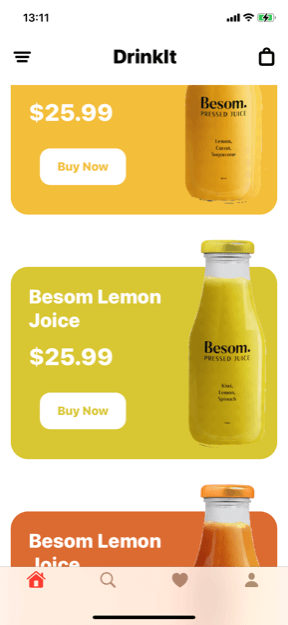 13:11
DrinkIt
$25.99
Buy Now
Besom.
PRESSED JUICE
Lemon,
Carrot,
Besom Lemon
Joice
$25.99
Buy Now
Besom.
PRESSED JUICE
Kiwi,
Lemon,
Spinach
Besom Lemon
Joice